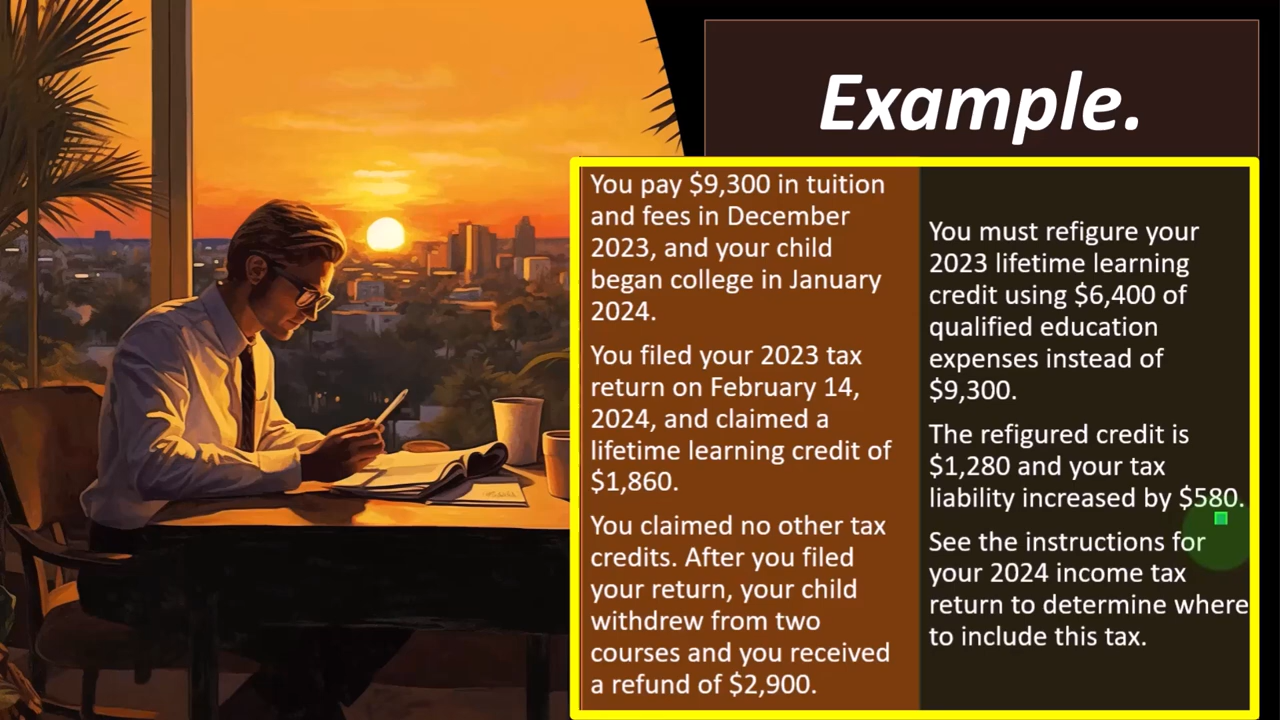 Example.
You pay $9,300 in tuition
and fees in December
2023, and your child
began college in January
2024.
You filed your 2023 tax
return on February 14,
2024, and claimed a
lifetime learning credit of
$1,860.
You claimed no other tax
credits. After you filed
your return, your child
withdrew from two
courses and you received
a refund of $2,900.
You must refigure your
2023 lifetime learning
credit using $6,400 of
qualified education
expenses instead of
$9,300.
The refigured credit is
$1,280 and your tax
liability increased by $580.
See the instructions for
your 2024 income tax
return to determine where
to include this tax.